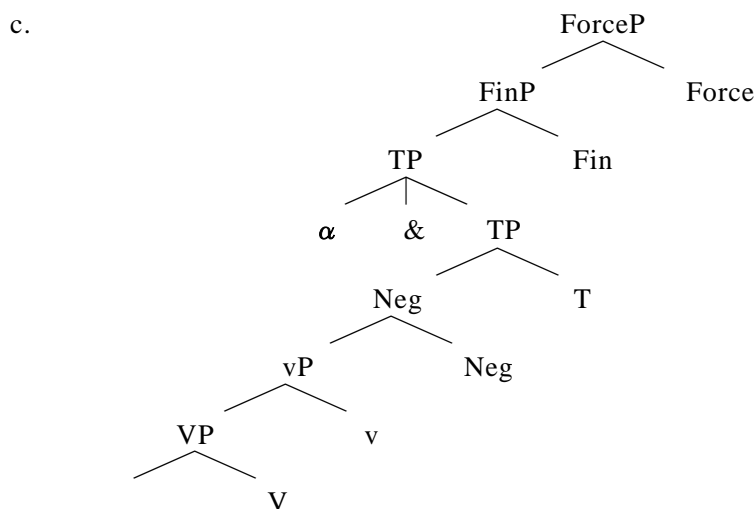 c. ForceP
FinP Force
TP Fin
α & TP
Neg T
vP Neg
VP v
V